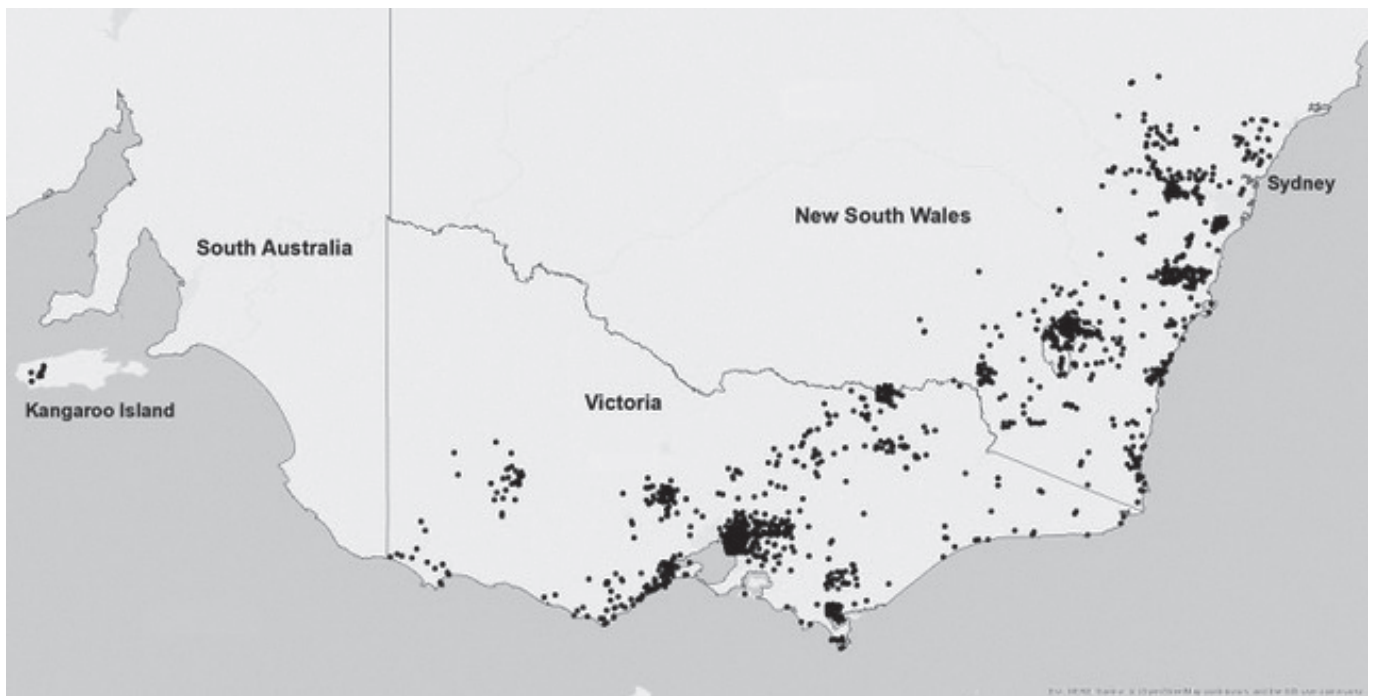 Sydney
New South Wales
South Australia
Victoria
Kangaroo Island